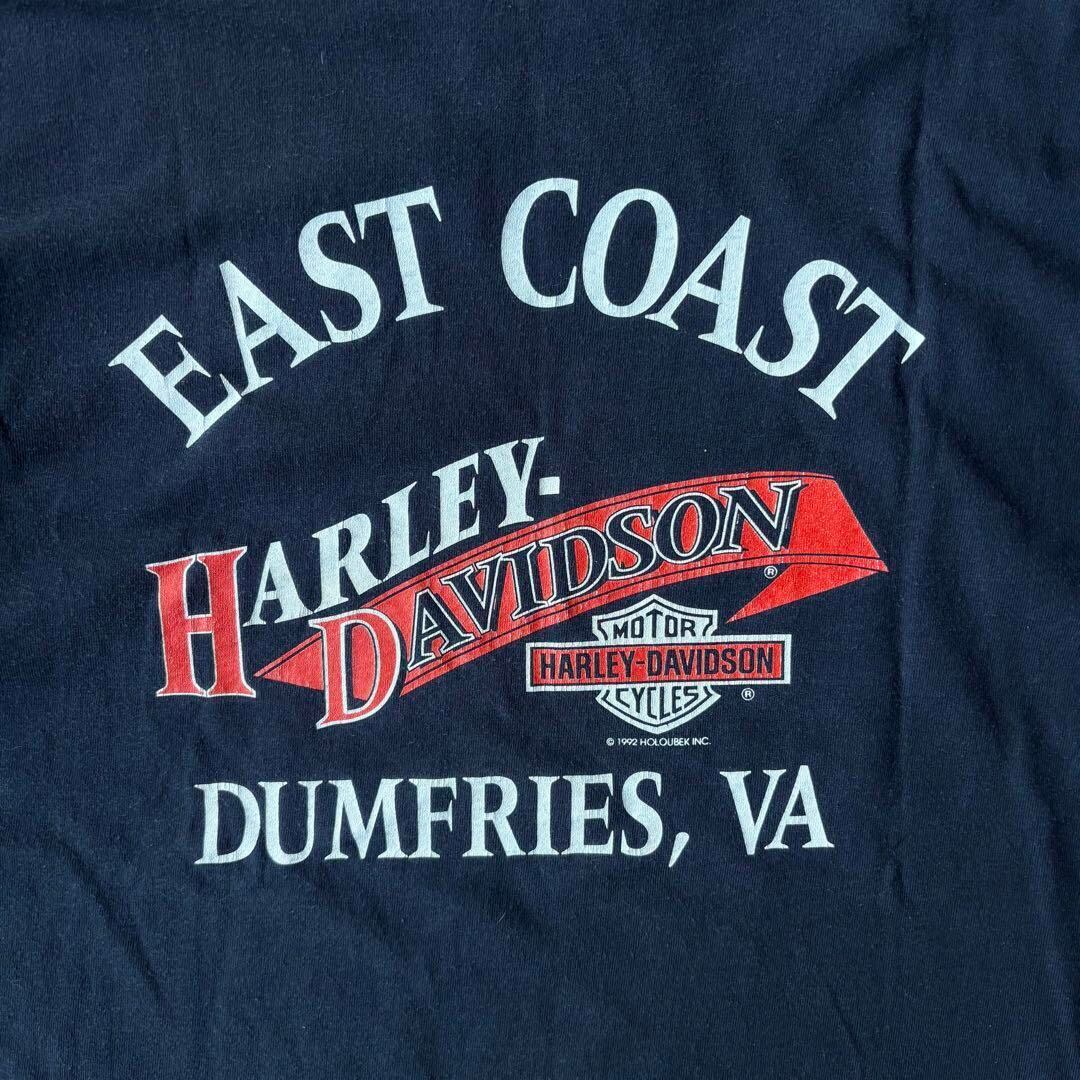 EAST COAST
HARLEY-
DAVIDSON ®
MOTOR
HARLEY-DAVIDSON
CYCLES ®
© 1992 HOLOUBEK INC.
DUMFRIES, VA